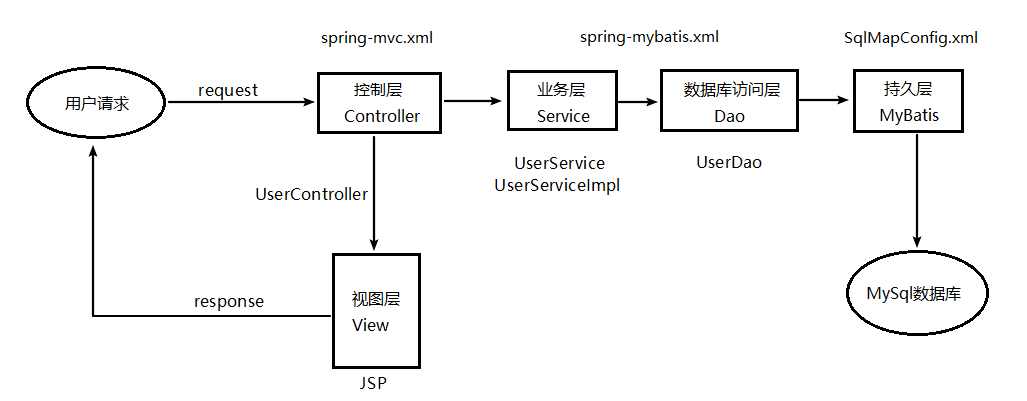 spring-mvc.xml
spring-mybatis.xml
SqlMapConfig.xml
用户请求
request
控制层
Controller
业务层
Service
数据库访问层
Dao
持久层
MyBatis
UserService
UserServiceImpl
UserDao
UserController
视图层
View
response
MySql数据库
JSP